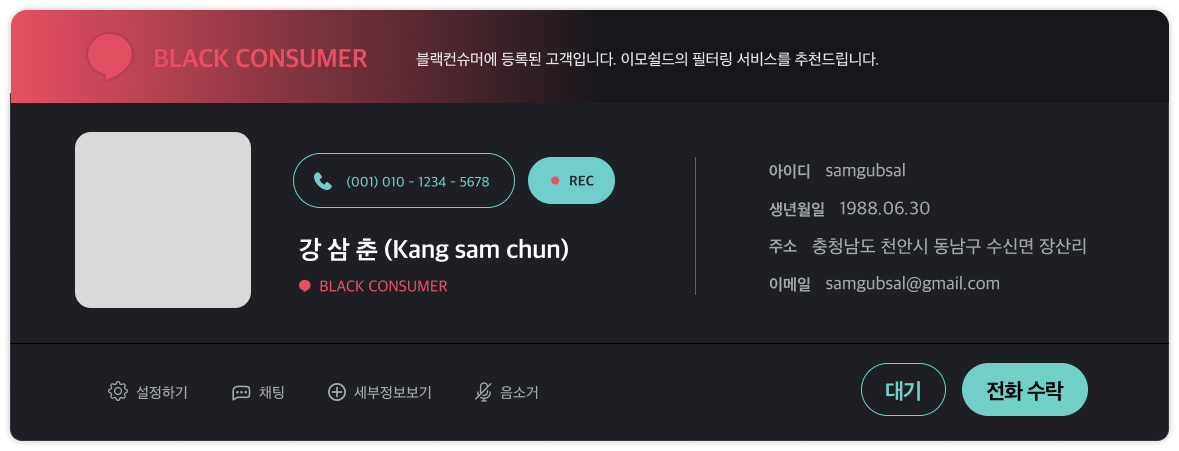 BLACK CONSUMER 블랙컨슈머에 등록된 고객입니다. 이모쉴드의 필터링 서비스를 추천드립니다.
(001) 010 - 1234 - 5678
REC
강 삼 춘 (Kang sam chun)
BLACK CONSUMER
아이디 samgubsal
생년월일 1988.06.30
주소 충청남도 천안시 동남구 수신면 장산리
이메일 samgubsal@gmail.com
설정하기
채팅
세부정보보기
음소거
대기
전화 수락